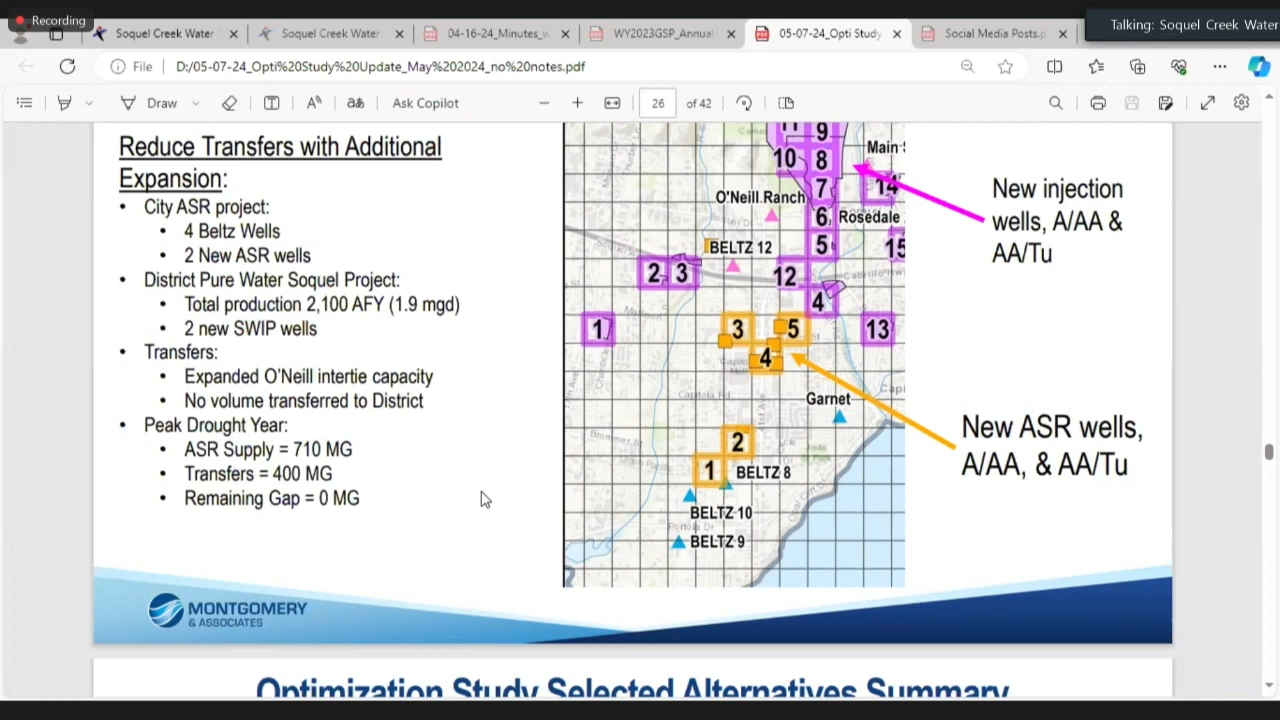 Recording
Talking: Soquel Creek Water
Soquel Creek Water
Soquel Creek Water
04-16-24_Minutes_w
WY2023GSP_Annual
05-07-24_Opti Study
Social Media Posts.p
File
D:/05-07-24_Opti%20Study%20Update_May%202024_no%20notes.pdf
Draw
Ask Copilot
26
of 42
Reduce Transfers with Additional
Expansion:
• City ASR project:
• 4 Beltz Wells
• 2 New ASR wells
• District Pure Water Soquel Project:
• Total production 2,100 AFY (1.9 mgd)
• 2 new SWIP wells
• Transfers:
• Expanded O'Neill intertie capacity
• No volume transferred to District
• Peak Drought Year:
• ASR Supply = 710 MG
• Transfers = 400 MG
• Remaining Gap = 0 MG
11
9
Main
10
8
7
14
O'Neill Ranch
6
Rosedale
BELTZ 12
5
15
2
3
12
4
1
3
5
13
4
Capitola Rd
Garnet
2
1
BELTZ 8
BELTZ 10
Portola Dr
BELTZ 9
New injection
wells, A/AA &
AA/Tu
New ASR wells,
A/AA, & AA/Tu
MONTGOMERY
& ASSOCIATES
Optimization Study Selected Alternatives Summary